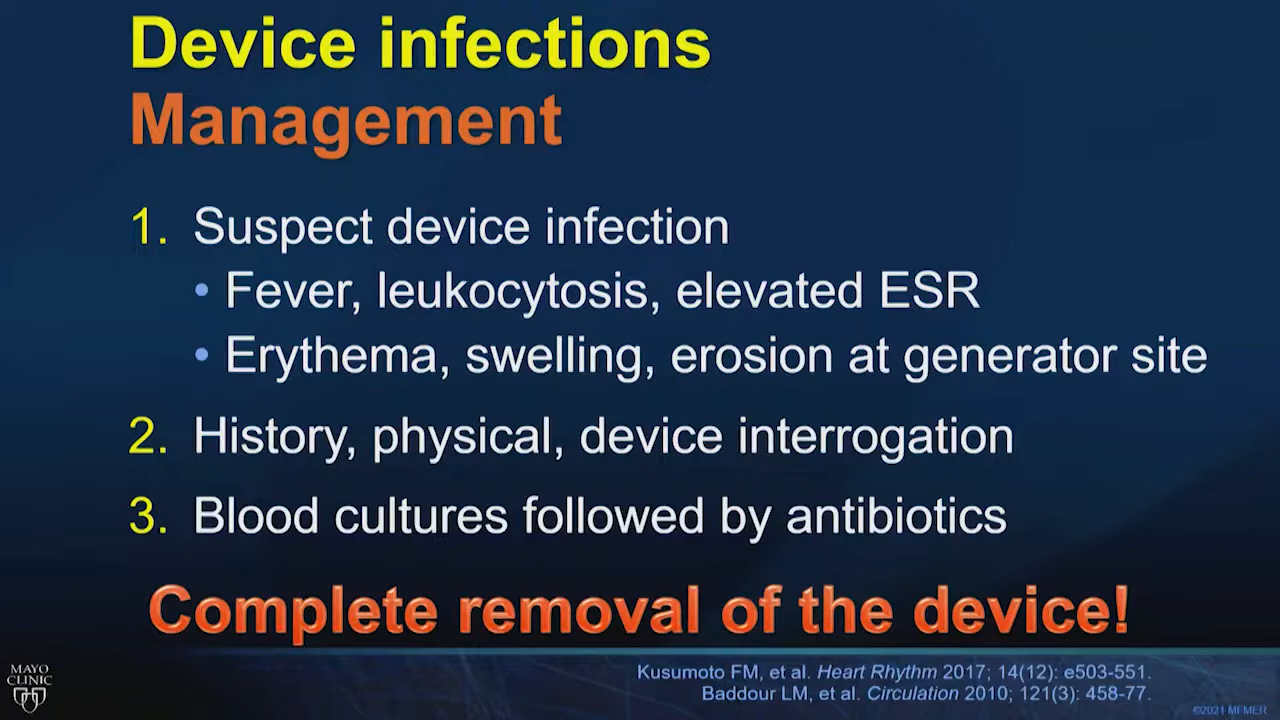 Device infections
Management
1. Suspect device infection
• Fever, leukocytosis, elevated ESR
• Erythema, swelling, erosion at generator site
2. History, physical, device interrogation
3. Blood cultures followed by antibiotics
Complete removal of the device!
MAYO
CLINIC
Kusumoto FM, et al. Heart Rhythm 2017; 14(12): e503-551.
Baddour LM, et al. Circulation 2010; 121(3): 458-77.
©2021 MFMER